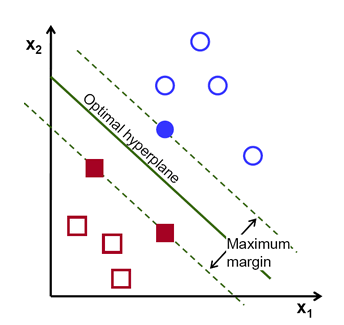 x2
Optimal hyperplane
Maximum
margin
x1